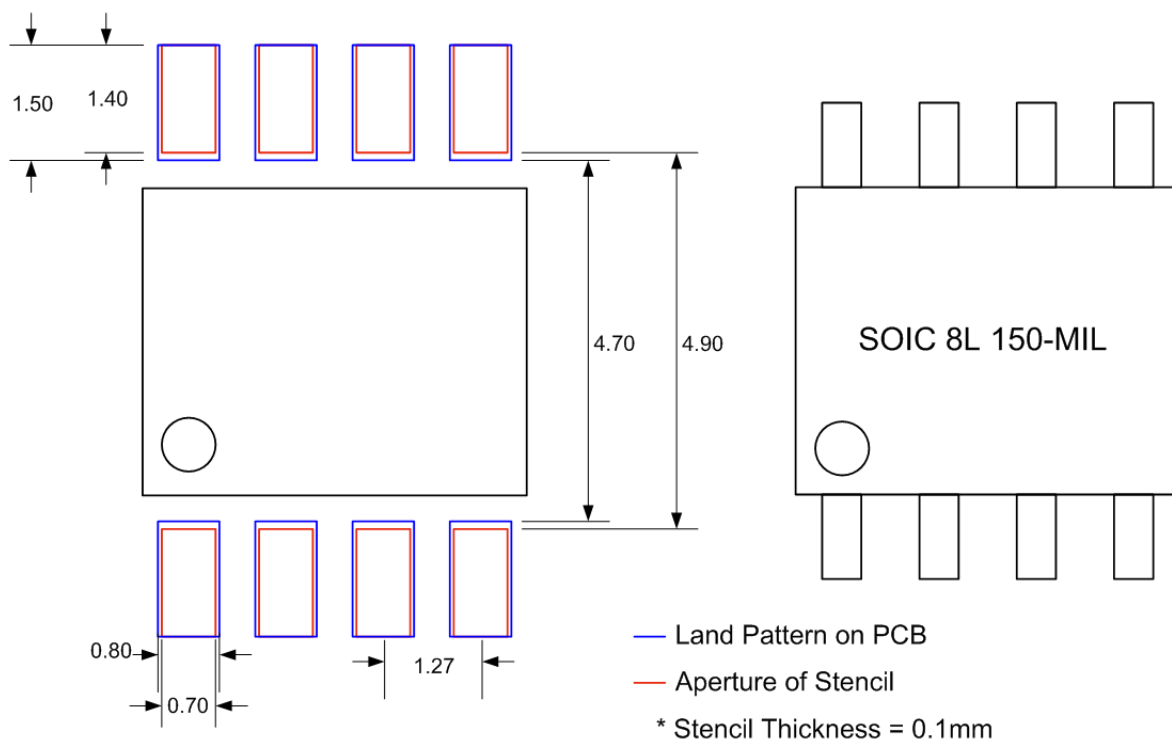 1.50
1.40
4.70
4.90
SOIC 8L 150-MIL
0.80
0.70
1.27
Land Pattern on PCB
Aperture of Stencil
* Stencil Thickness = 0.1mm